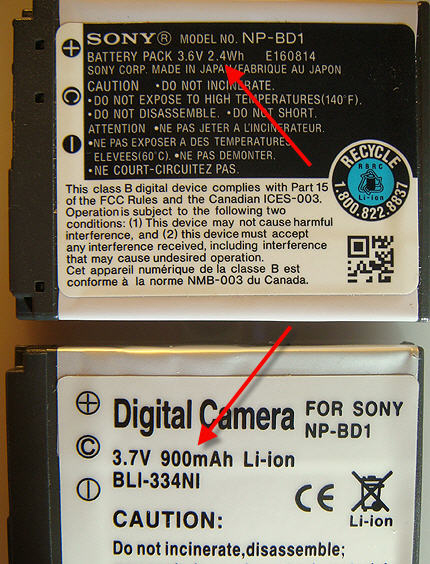 SONY® MODEL NO. NP-BD1
BATTERY PACK 3.6V 2.4Wh E160814
SONY CORP. MADE IN JAPAN/FABRIQUE AU JAPON
CAUTION •DO NOT INCINERATE.
•DO NOT EXPOSE TO HIGH TEMPERATURES(140°F).
•DO NOT DISASSEMBLE. •DO NOT SHORT.
ATTENTION •NE PAS JETER A L'INCINERATEUR.
•NE PAS EXPOSER A DES TEMPERATURES
ELEVEES(60°C). •NE PAS DEMONTER.
•NE COURT-CIRCUITEZ PAS.
RECYCLE
RBRC
Li-ion
1.800.822.8837
This class B digital device complies with Part 15
of the FCC Rules and the Canadian ICES-003.
Operation is subject to the following two
conditions: (1) This device may not cause harmful
interference, and (2) this device must accept
any interference received, including interference
that may cause undesired operation.
Cet appareil numérique de la classe B est
conforme à la norme NMB-003 du Canada.
Digital Camera FOR SONY
NP-BD1
3.7V 900mAh Li-ion
BLI-334NI
CE
Li-ion
CAUTION:
Do not incinerate,disable;